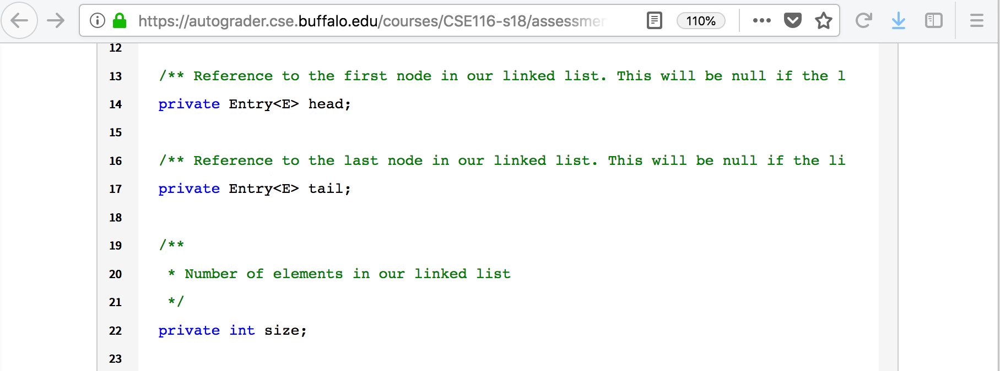 https://autograder.cse.buffalo.edu/courses/CSE116-s18/assessmen
110%
12
13 /** Reference to the first node in our linked list. This will be null if the l
14 private Entry<E> head;
15
16 /** Reference to the last node in our linked list. This will be null if the li
17 private Entry<E> tail;
18
19 /**
20 * Number of elements in our linked list
21 */
22 private int size;
23